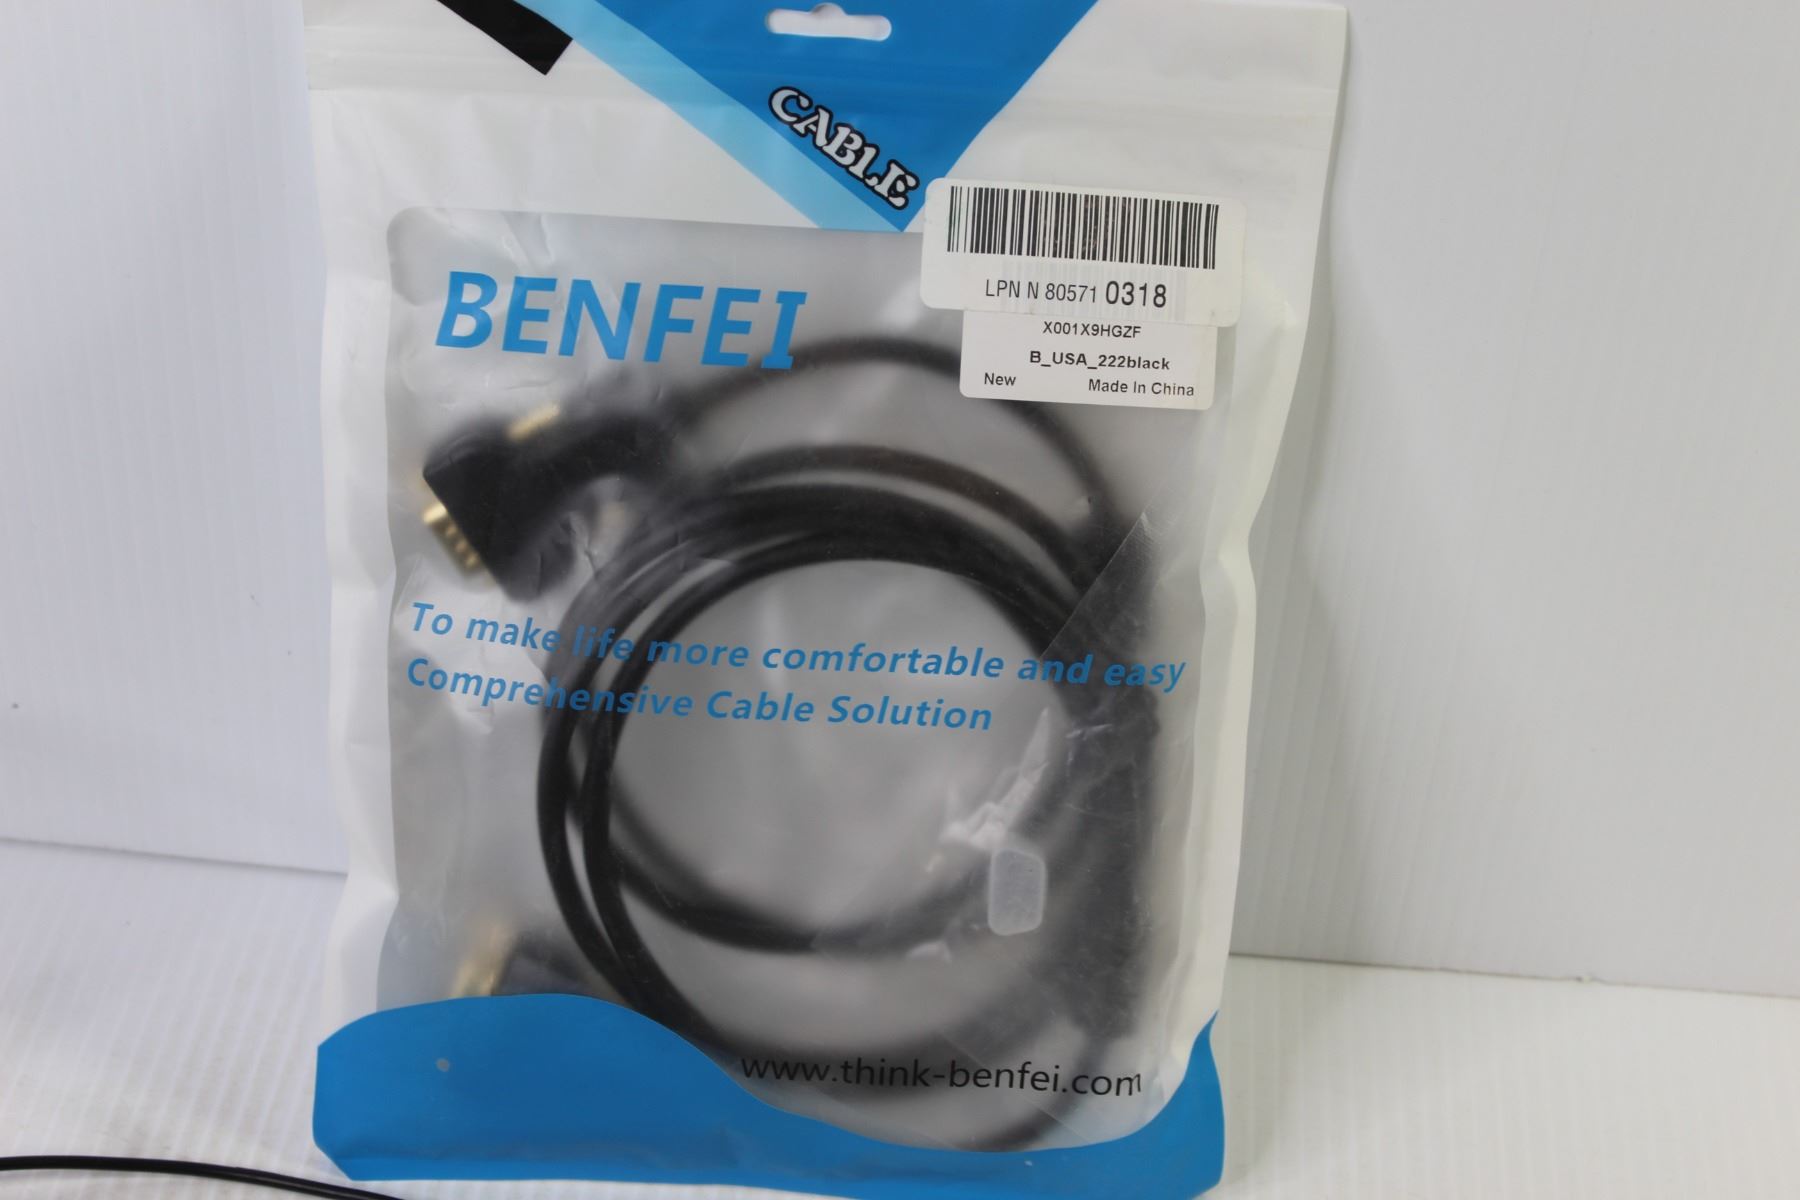 CABLE
LPN N 80571 0318
X001X9HGZF
B_USA_222black
New Made In China
BENFEI
To make life more comfortable and easy
Comprehensive Cable Solution
www.think-benfei.com